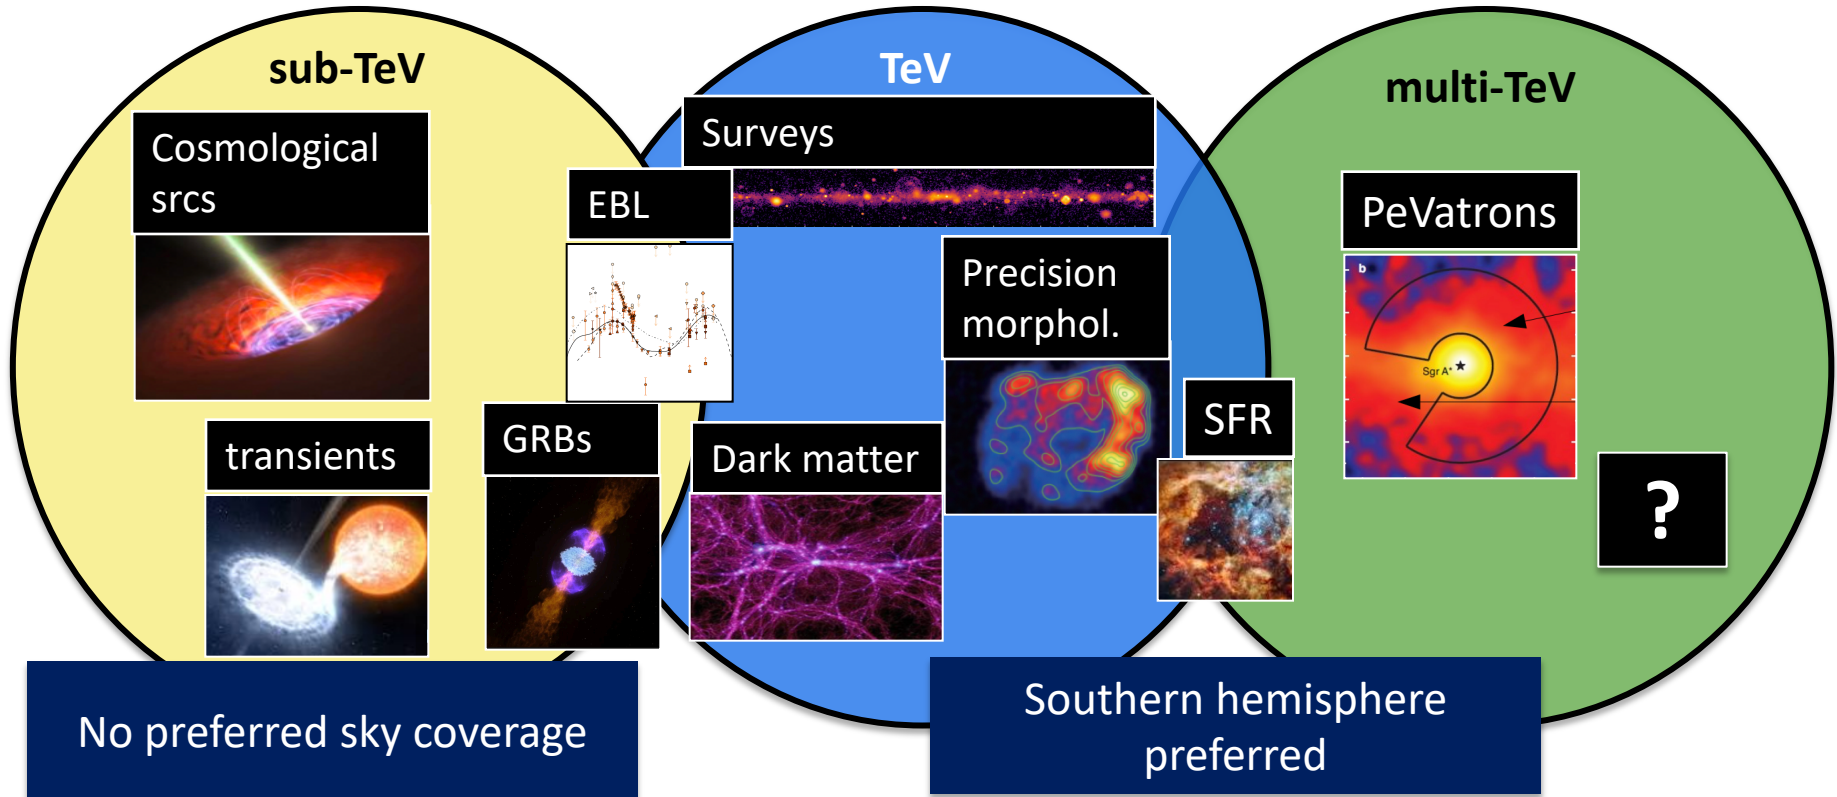 sub-TeV
TeV
multi-TeV
Cosmological
srcs
Surveys
EBL
PeVatrons
b
Sgr A*
Precision
morphol.
SFR
transients
GRBs
Dark matter
?
No preferred sky coverage
Southern hemisphere
preferred